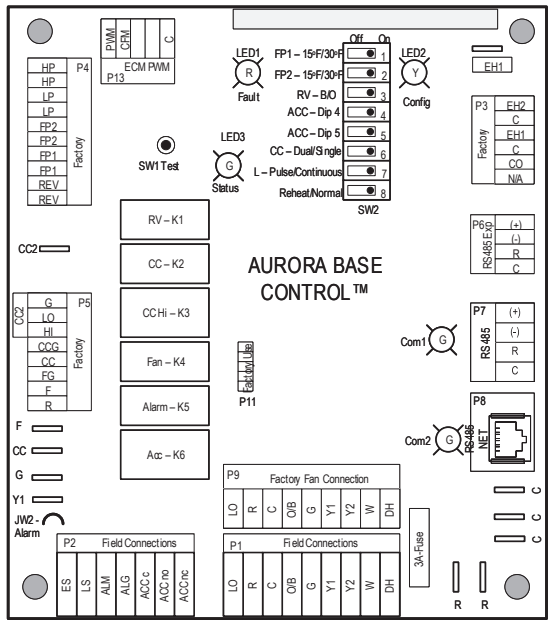 Off On
PWM
CFM
C
ECM PWM
P13
LED1
R
Fault
FP1 – 15ºF/30ºF 1
FP2 – 15ºF/30ºF 2
RV – B/O 3
ACC – Dip 4 4
ACC – Dip 5 5
CC – Dual/Single 6
L – Pulse/Continuous 7
Reheat/Normal 8
SW2
LED2
Y
Config
EH1
HP
HP
LP
LP
FP2
FP2
FP1
FP1
REV
REV
P4
Factory
SW1 Test
LED3
G
Status
P3
Factory
EH2
C
EH1
C
CO
N/A
CC2
RV – K1
CC – K2
CC Hi – K3
Fan – K4
Alarm – K5
Acc – K6
AURORA BASE
CONTROL™
P6
RS485 Exp
(+)
(-)
R
C
CC2
G
LO
HI
CCG
CC
FG
F
R
P5
Factory
Factory Use
P11
Com1
G
P7
RS485
(+)
(-)
R
C
Com2
G
P8
RS485
NET
F
CC
G
Y1
JW2 -
Alarm
P9 Factory Fan Connection
LO R C O/B G Y1 Y2 W DH
P2 Field Connections
ES LS ALM ALG ACC c ACC no ACC nc
P1 Field Connections
LO R C O/B G Y1 Y2 W DH
3A-Fuse
C
C
C
R R